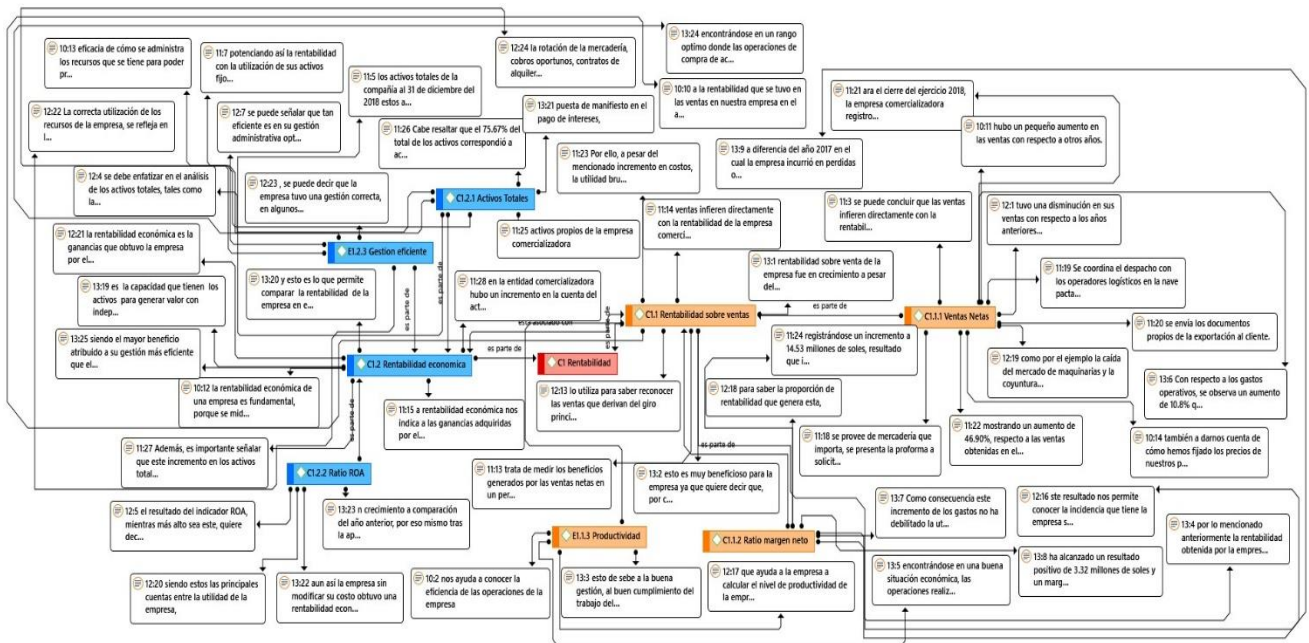 10:13 eficacia de cómo se administra
los recursos que se tiene para poder
pr...
11:7 potenciando así la rentabilidad
con la utilización de sus activos
fijo...
12:24 la rotación de la mercadería,
cobros oportunos, contratos de
alquiler...
13:24 encontrándose en un rango
optimo donde las operaciones de
compra de ac...
11:5 los activos totales de la
compañía al 31 de diciembre del
2018 estos a...
10:10 a la rentabilidad que se tuvo en
las ventas en nuestra empresa en el
a...
11:21 ara el cierre del ejercicio 2018,
la empresa comercializadora
registro...
12:22 La correcta utilización de los
recursos de la empresa, se refleja en
l...
12:7 se puede señalar que tan
eficiente es en su gestión
administrativa opt...
13:21 puesta de manifiesto en el
pago de intereses,
11:26 Cabe resaltar que el 75.67% del
total de los activos correspondió a
ac...
10:11 hubo un pequeño aumento en
las ventas con respecto a otros años.
11:23 Por ello, a pesar del
mencionado incremento en costos,
la utilidad bru...
13:9 a diferencia del año 2017 en el
cual la empresa incurrió en perdidas
o...
12:4 se debe enfatizar en el análisis
de los activos totales, tales como
la...
12:23 , se puede decir que la
empresa tuvo una gestión correcta,
en algunos...
C1.2.1 Activos Totales
11:14 ventas infieren directamente
con la rentabilidad de la empresa
comerci...
11:3 se puede concluir que las ventas
infieren directamente con la
rentabil...
12:1 tuvo una disminución en sus
ventas con respecto a los años
anteriores...
11:25 activos propios de la empresa
comercializadora
12:21 la rentabilidad económica es la
ganancias que obtuvo la empresa
por el...
E1.2.3 Gestion eficiente
es parte de
es parte de
13:19 es la capacidad que tienen los
activos para generar valor con
indep...
13:20 y esto es lo que permite
comparar la rentabilidad de la
empresa en e...
11:28 en la entidad comercializadora
hubo un incremento en la cuenta del
act...
13:1 rentabilidad sobre venta de la
empresa fue en crecimiento a pesar
del...
11:19 Se coordina el despacho con
los operadores logísticos en la nave
pacta...
es parte de
C1.1 Rentabilidad sobre ventas
C1.1.1 Ventas Netas
está asociado con
11:20 se envía los documentos
propios de la exportación al cliente.
13:25 siendo el mayor beneficio
atribuido a su gestión más eficiente
que el...
C1.2 Rentabilidad economica
es parte de
C1 Rentabilidad
11:24 registrándose un incremento a
14.53 millones de soles, resultado
que i...
12:19 como por el ejemplo la caída
del mercado de maquinarias y la
coyuntura...
13:6 Con respecto a los gastos
operativos, se observa un aumento
de 10.8% q...
10:12 la rentabilidad económica de
una empresa es fundamental,
porque se mid...
11:15 a rentabilidad económica nos
indica a las ganancias adquiridas
por el...
12:13 lo utiliza para saber reconocer
las ventas que derivan del giro
princi...
12:18 para saber la proporción de
rentabilidad que genera esta,
es parte de
11:18 se provee de mercadería que
importa, se presenta la proforma a
solicit...
11:22 mostrando un aumento de
46.90%, respecto a las ventas
obtenidas en el...
10:14 también a darnos cuenta de
cómo hemos fijado los precios de
nuestros p...
es parte de
11:27 Además, es importante señalar
que este incremento en los activos
total...
C1.2.2 Ratio ROA
11:13 trata de medir los beneficios
generados por las ventas netas en
un per...
13:2 esto es muy beneficioso para la
empresa ya que quiere decir que,
por c...
13:7 Como consecuencia este
incremento de los gastos no ha
debilitado la ut...
12:16 ste resultado nos permite
conocer la incidencia que tiene la
empresa s...
12:5 el resultado del indicador ROA,
mientras más alto sea este, quiere
dec...
13:23 n crecimiento a comparación
del año anterior, por eso mismo tras
la ap...
E1.1.3 Productividad
C1.1.2 Ratio margen neto
13:4 por lo mencionado
anteriormente la rentabilidad
obtenida por la empres...
12:20 siendo estos las principales
cuentas entre la utilidad de la
empresa,
13:22 aun así la empresa sin
modificar su costo obtuvo una
rentabilidad econ...
10:2 nos ayuda a conocer la
eficiencia de las operaciones de la
empresa
13:3 esto de sebe a la buena
gestión, al buen cumplimiento del
trabajo del...
12:17 que ayuda a la empresa a
calcular el nivel de productividad de
la empr...
13:5 encontrándose en una buena
situación económica, las
operaciones realiz...
13:8 ha alcanzado un resultado
positivo de 3.32 millones de soles y
un marg...